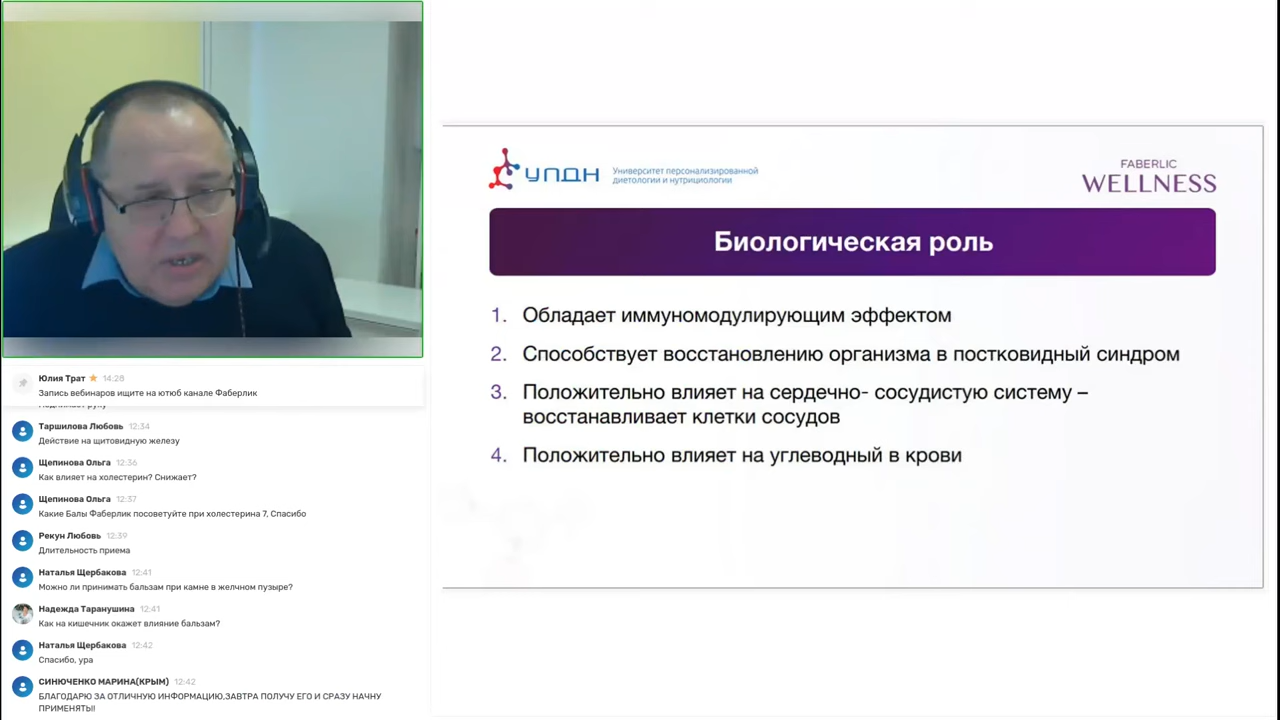 Юлия Трат 14:28
Запись вебинаров ищите на ютюб канале Фаберлик
Таршилова Любовь 12:34
Действие на щитовидную железу
Щепинова Ольга 12:36
Как влияет на холестерин? Снижает?
Щепинова Ольга 12:37
Какие Балы Фаберлик посоветуйте при холестерина 7, Спасибо
Рекун Любовь 12:39
Длительность приема
Наталья Щербакова 12:41
Можно ли принимать бальзам при камне в желчном пузыре?
Надежда Таранушина 12:41
Как на кишечник окажет влияние бальзам?
Наталья Щербакова 12:42
Спасибо, ура
СИНЮЧЕНКО МАРИНА(КРЫМ) 12:42
БЛАГОДАРЮ ЗА ОТЛИЧНУЮ ИНФОРМАЦИЮ,ЗАВТРА ПОЛУЧУ ЕГО И СРАЗУ НАЧНУ
ПРИМЕНЯТЬ!
УПДН
Университет персонализированной
диетологии и нутрициологии
FABERLIC
WELLNESS
Биологическая роль
1. Обладает иммуномодулирующим эффектом
2. Способствует восстановлению организма в постковидный синдром
3. Положительно влияет на сердечно- сосудистую систему –
восстанавливает клетки сосудов
4. Положительно влияет на углеводный в крови